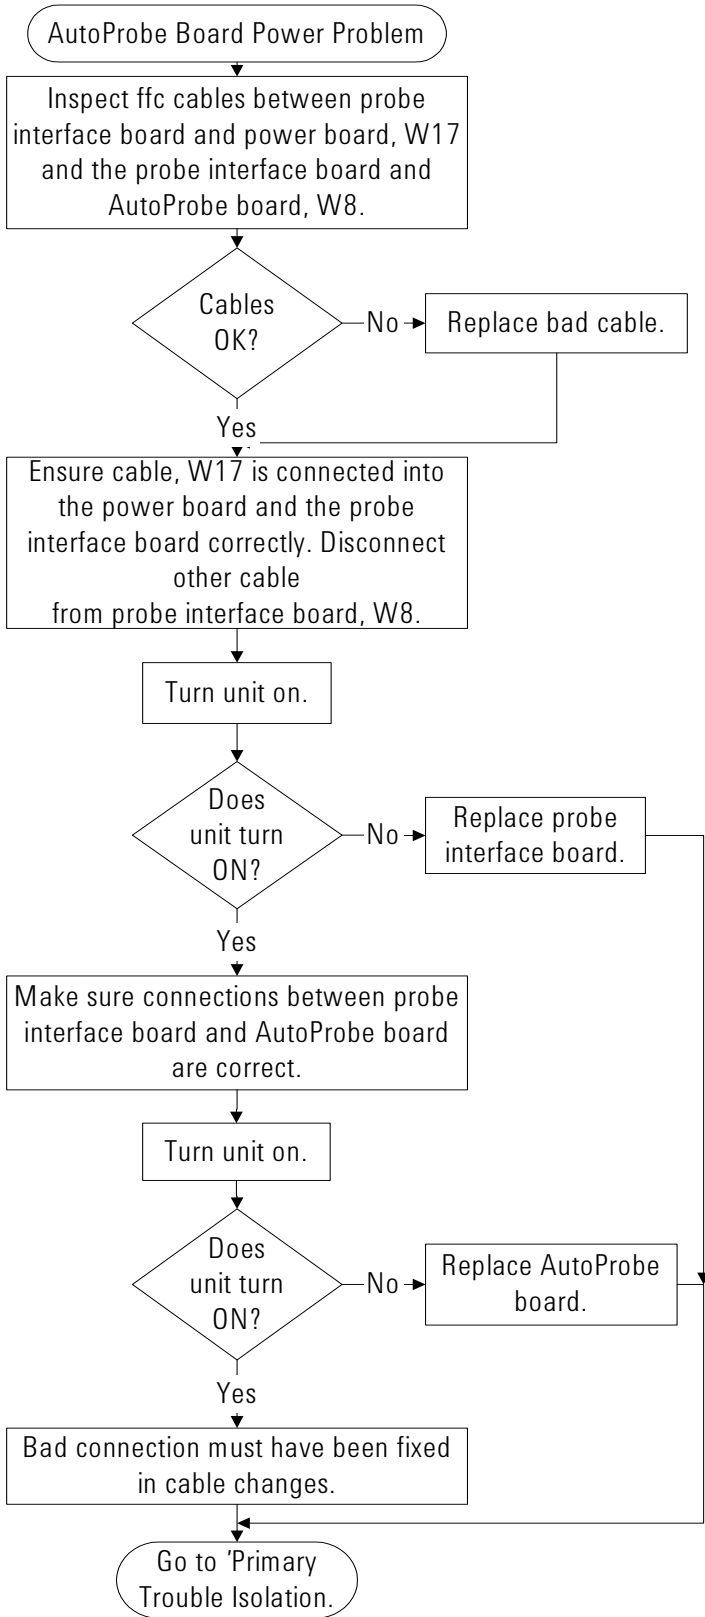 AutoProbe Board Power Problem
Inspect ffc cables between probe
interface board and power board, W17
and the probe interface board and
AutoProbe board, W8.
Cables
OK?
No
Replace bad cable.
Yes
Ensure cable, W17 is connected into
the power board and the probe
interface board correctly. Disconnect
other cable
from probe interface board, W8.
Turn unit on.
Does
unit turn
ON?
No
Replace probe
interface board.
Yes
Make sure connections between probe
interface board and AutoProbe board
are correct.
Turn unit on.
Does
unit turn
ON?
No
Replace AutoProbe
board.
Yes
Bad connection must have been fixed
in cable changes.
Go to 'Primary
Trouble Isolation.